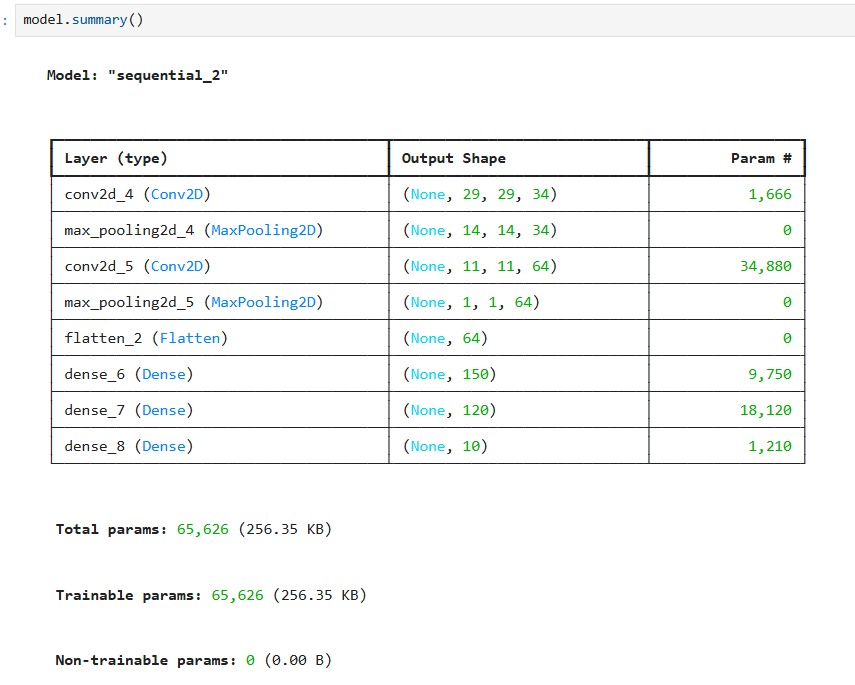 : model.summary()
Model: "sequential_2"
Layer (type) Output Shape Param #
conv2d_4 (Conv2D) (None, 29, 29, 34) 1,666
max_pooling2d_4 (MaxPooling2D) (None, 14, 14, 34) 0
conv2d_5 (Conv2D) (None, 11, 11, 64) 34,880
max_pooling2d_5 (MaxPooling2D) (None, 1, 1, 64) 0
flatten_2 (Flatten) (None, 64) 0
dense_6 (Dense) (None, 150) 9,750
dense_7 (Dense) (None, 120) 18,120
dense_8 (Dense) (None, 10) 1,210
Total params: 65,626 (256.35 KB)
Trainable params: 65,626 (256.35 KB)
Non-trainable params: 0 (0.00 B)